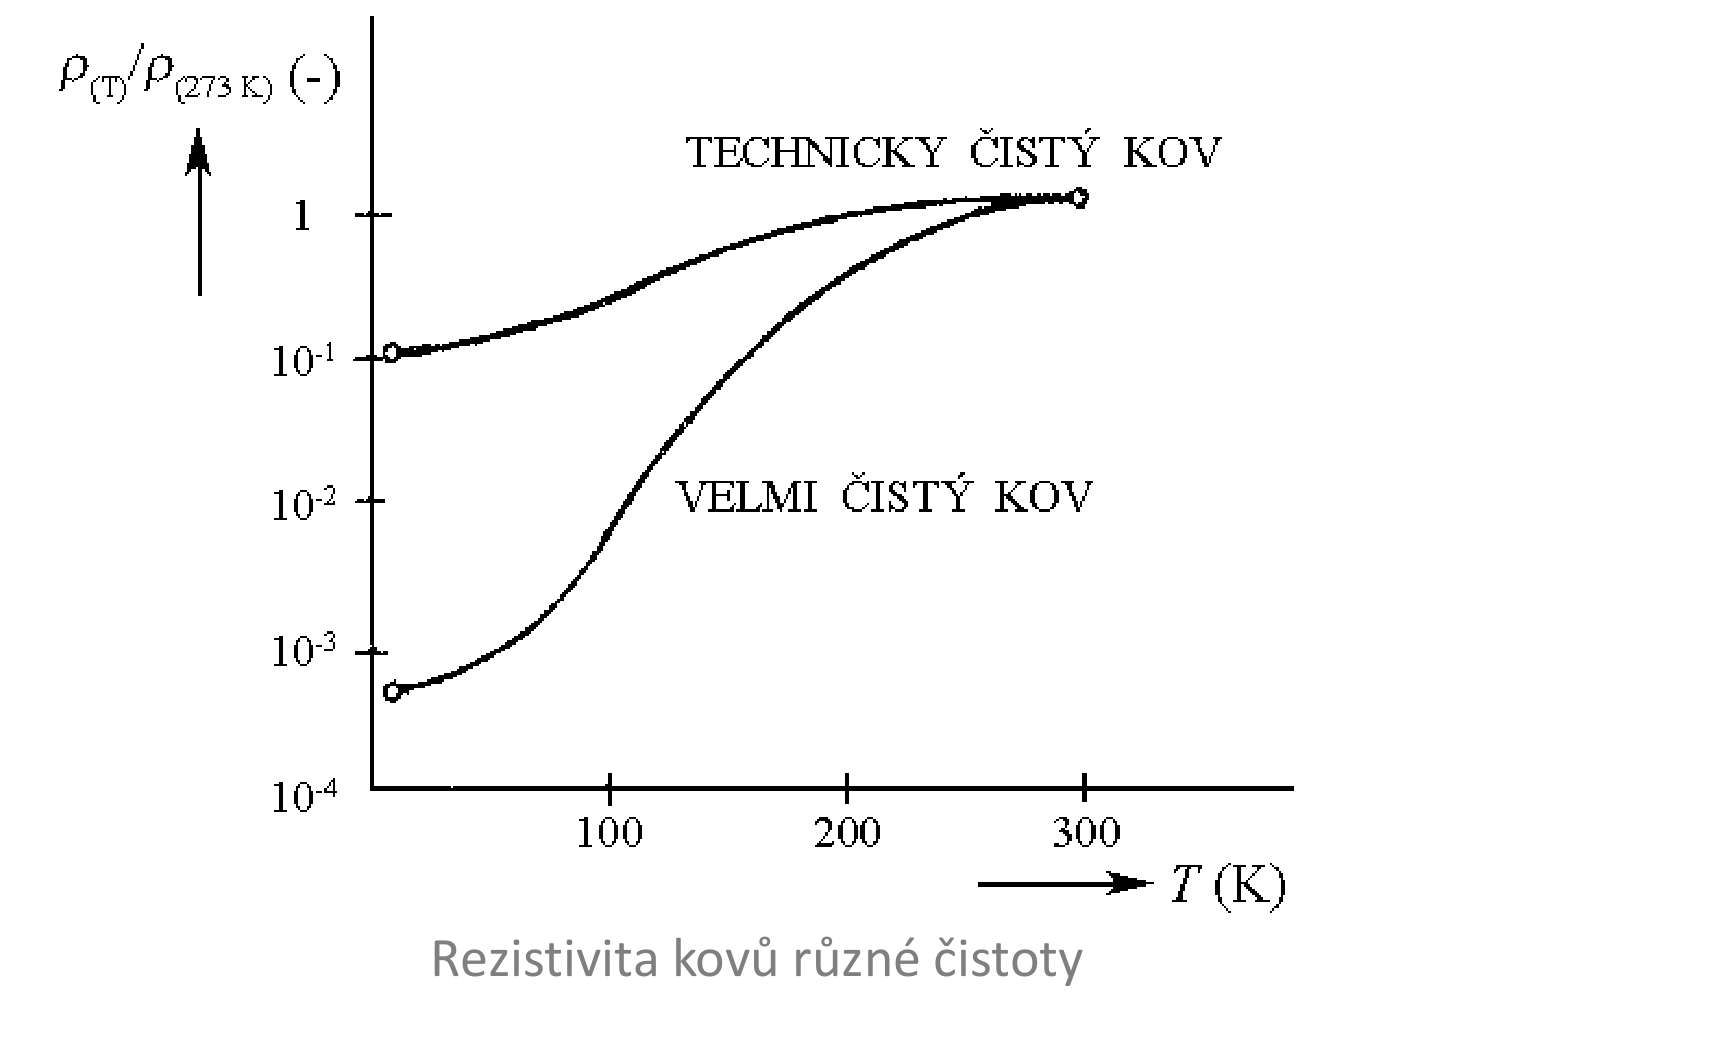 ρ(T)/ρ(273 K) (-)
TECHNICKY ČISTÝ KOV
1
10-1
VELMI ČISTÝ KOV
10-2
10-3
10-4
100 200 300
T (K)
Rezistivita kovů různé čistoty